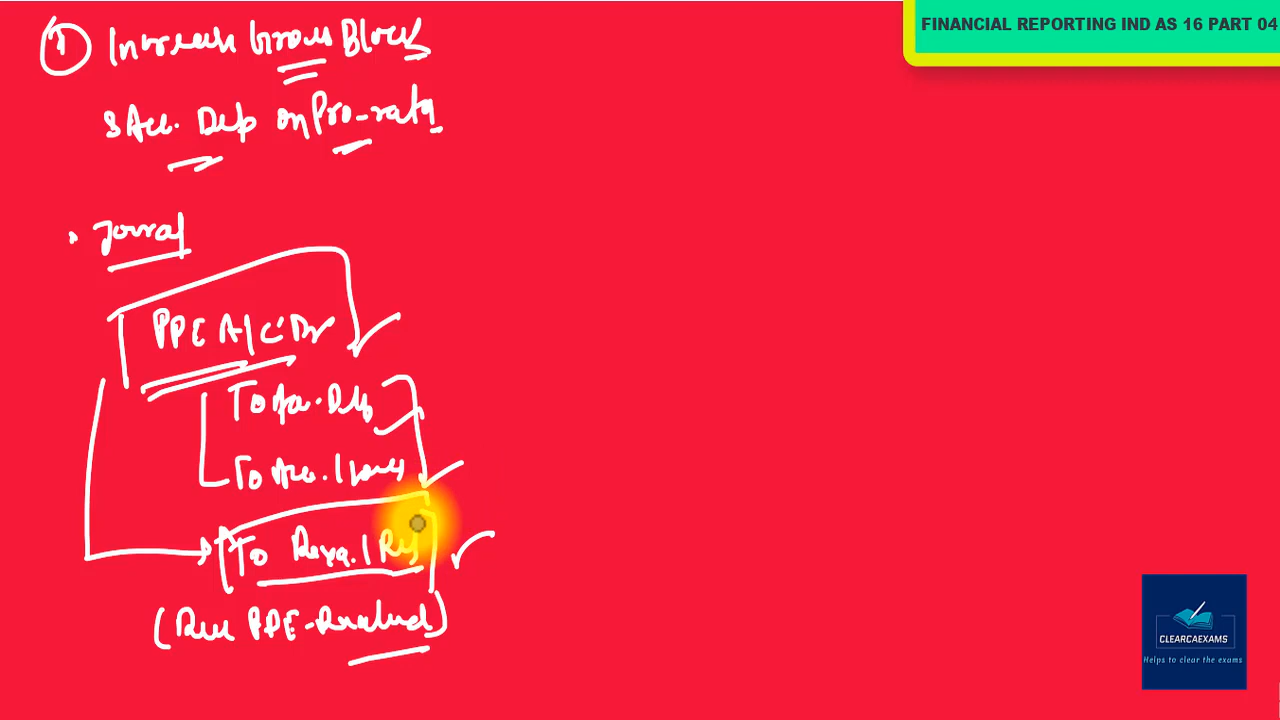 FINANCIAL REPORTING IND AS 16 PART 04
① Increase Gross Block
& Acc. Dep on Pro-rata
Journal
PPE A/C Dr
To Acc. Dep
To Acc. I loss
To Reva. | Res
PPE - Revalued)
CLEARCAEXAMS
Helps to clear the exams